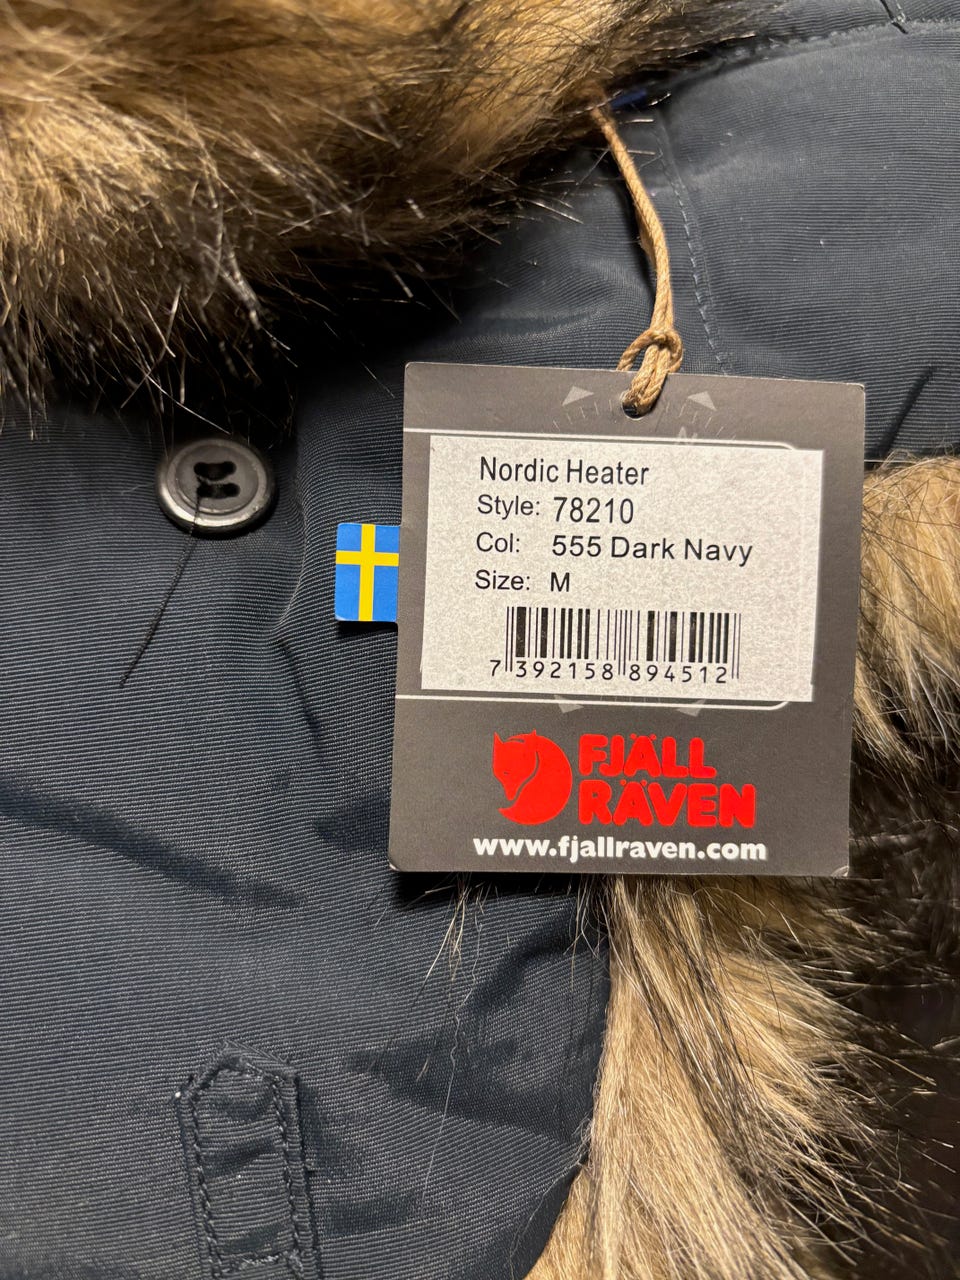 N
Nordic Heater
Style: 78210
Col: 555 Dark Navy
Size: M
7 392158 894512
FJÄLL
RÄVEN
www.fjallraven.com